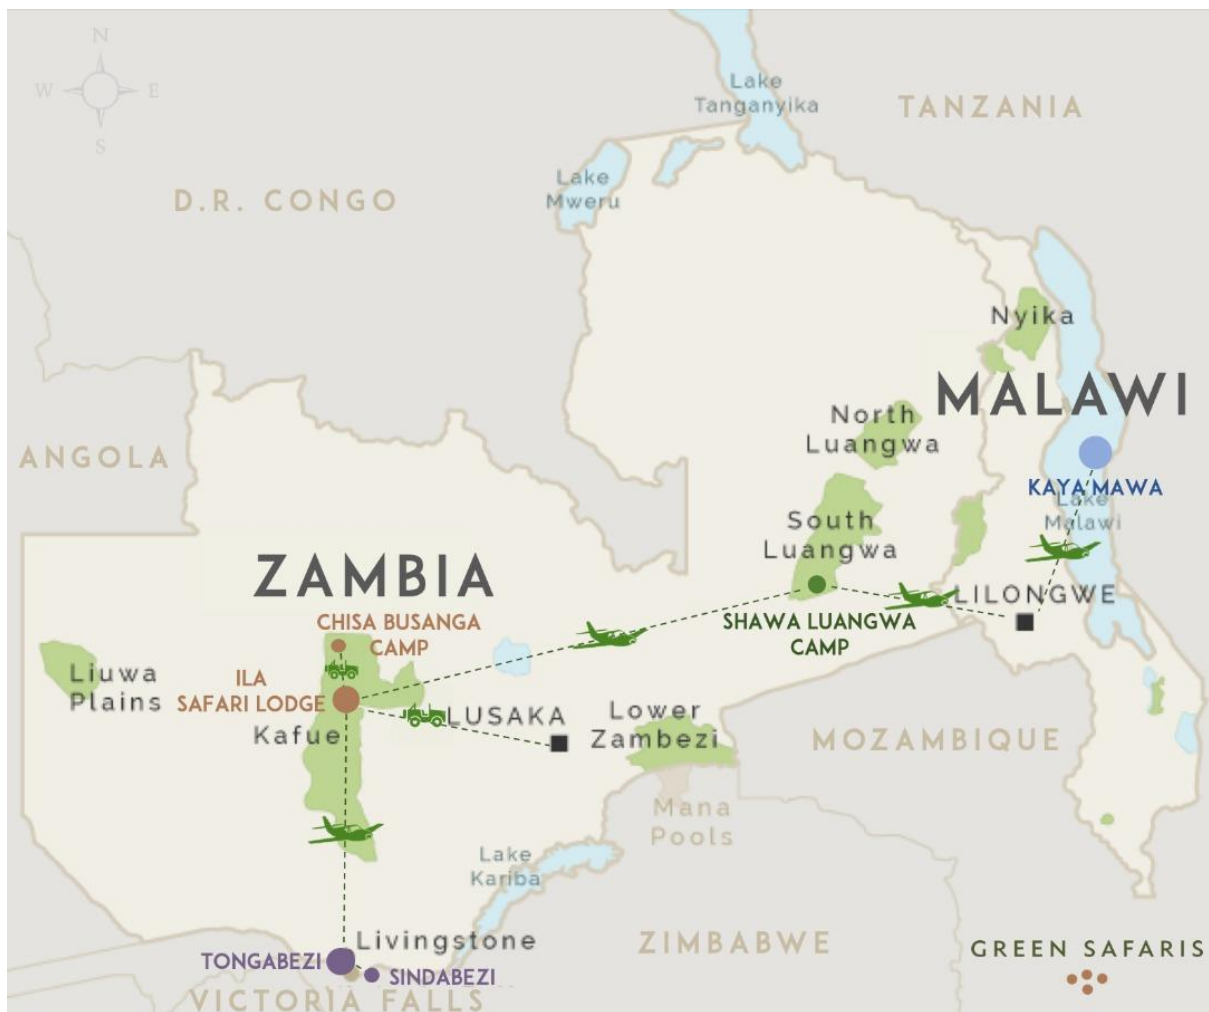 N
W
E
S
Lake
Tanganyika
TANZANIA
Lake
Mweru
D.R. CONGO
Nyika
MALAWI
North
Luangwa
ANGOLA
KAYA MAWA
Lake
Malawi
South
Luangwa
ZAMBIA
LILONGWE
SHAWA LUANGWA
CAMP
CHISA BUSANGA
CAMP
Liuwa
Plains
ILA
SAFARI LODGE
Kafue
LUSAKA
Lower
Zambezi
MOZAMBIQUE
Mana
Pools
Lake
Kariba
Livingstone
ZIMBABWE
TONGABEZI
SINDABEZI
VICTORIA FALLS
GREEN SAFARIS